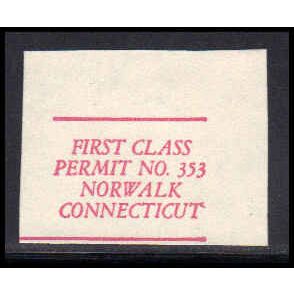 FIRST CLASS
PERMIT NO. 353
NORWALK
CONNECTICUT